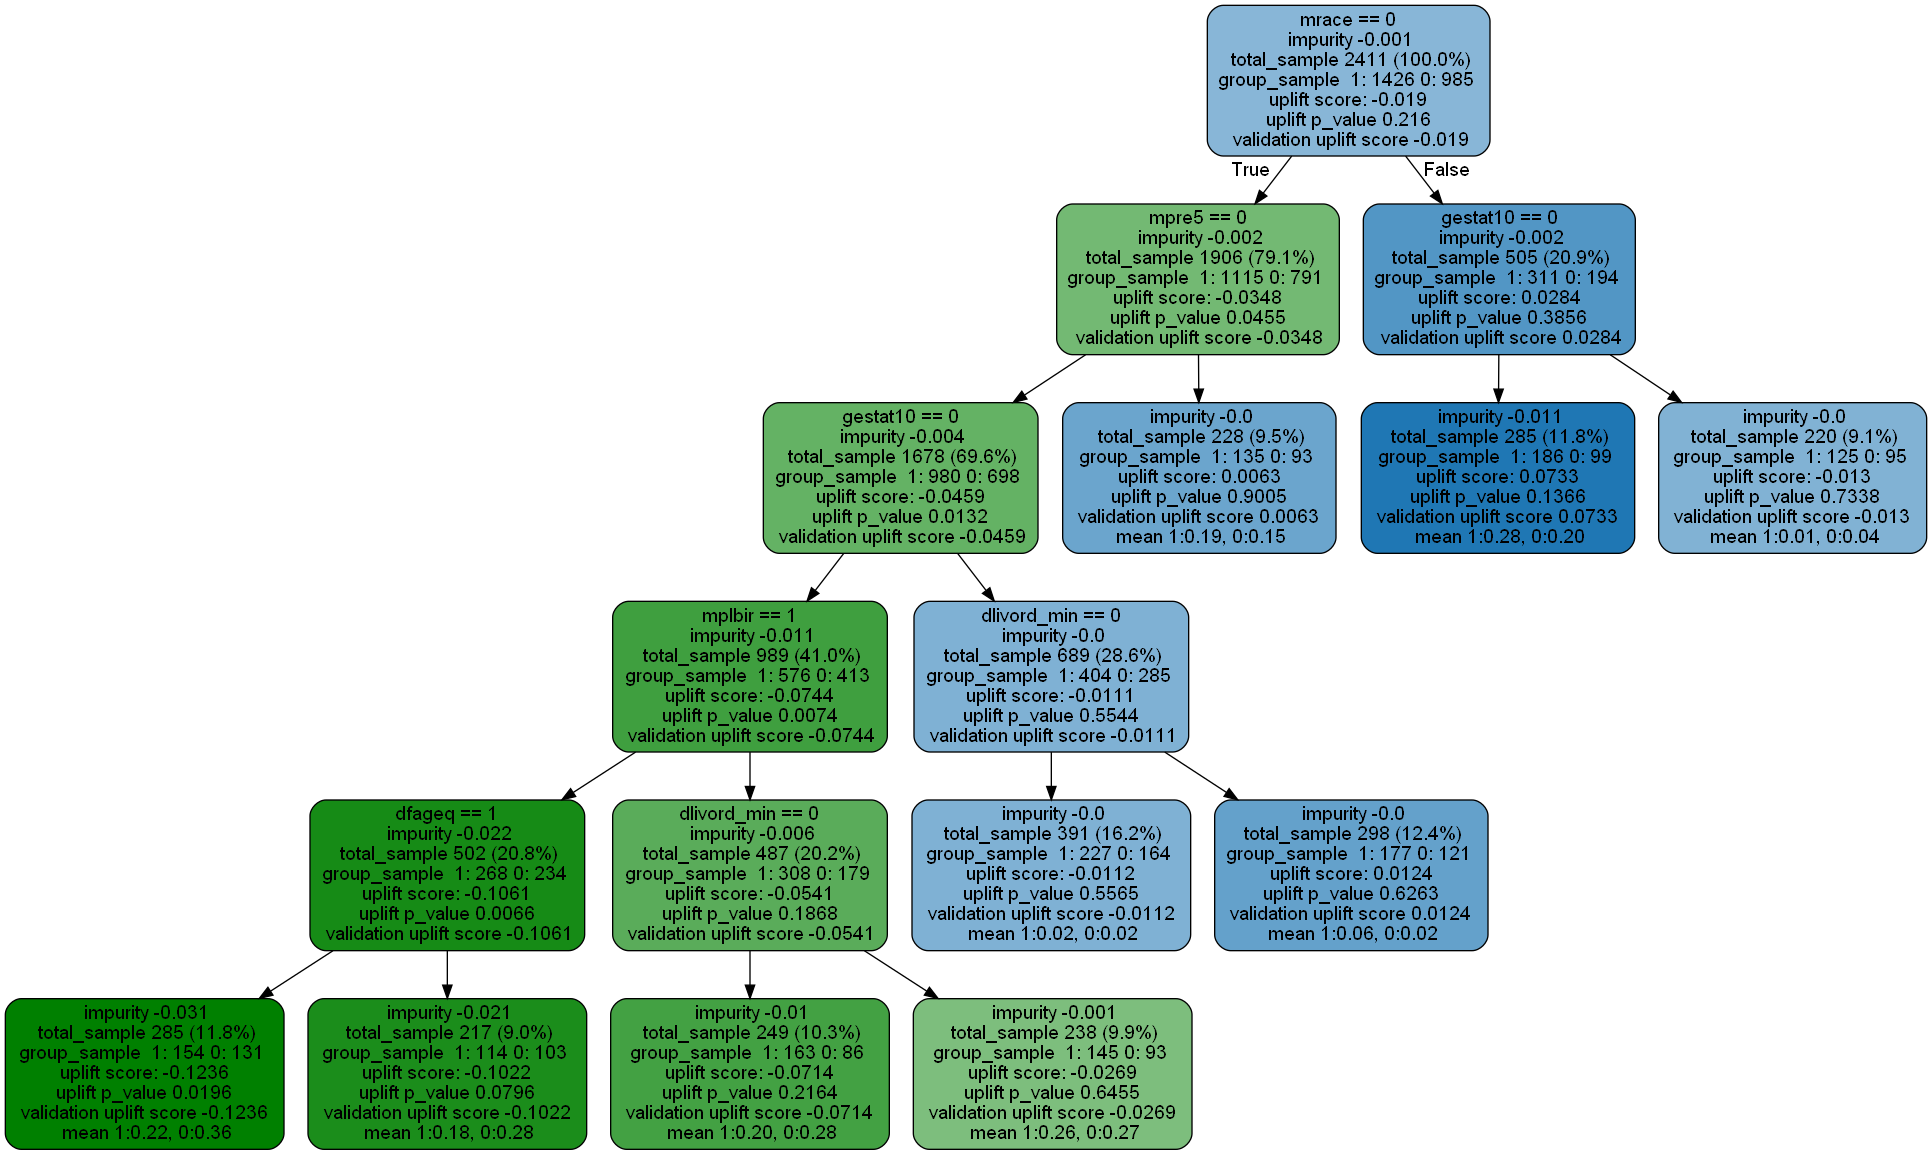 mrace == 0
impurity -0.001
total_sample 2411 (100.0%)
group_sample 1: 1426 0: 985
uplift score: -0.019
uplift p_value 0.216
validation uplift score -0.019
True
False
mpre5 == 0
impurity -0.002
total_sample 1906 (79.1%)
group_sample 1: 1115 0: 791
uplift score: -0.0348
uplift p_value 0.0455
validation uplift score -0.0348
gestat10 == 0
impurity -0.002
total_sample 505 (20.9%)
group_sample 1: 311 0: 194
uplift score: 0.0284
uplift p_value 0.3856
validation uplift score 0.0284
gestat10 == 0
impurity -0.004
total_sample 1678 (69.6%)
group_sample 1: 980 0: 698
uplift score: -0.0459
uplift p_value 0.0132
validation uplift score -0.0459
impurity -0.0
total_sample 228 (9.5%)
group_sample 1: 135 0: 93
uplift score: 0.0063
uplift p_value 0.9005
validation uplift score 0.0063
mean 1:0.19, 0:0.15
impurity -0.011
total_sample 285 (11.8%)
group_sample 1: 186 0: 99
uplift score: 0.0733
uplift p_value 0.1366
validation uplift score 0.0733
mean 1:0.28, 0:0.20
impurity -0.0
total_sample 220 (9.1%)
group_sample 1: 125 0: 95
uplift score: -0.013
uplift p_value 0.7338
validation uplift score -0.013
mean 1:0.01, 0:0.04
mplbir == 1
impurity -0.011
total_sample 989 (41.0%)
group_sample 1: 576 0: 413
uplift score: -0.0744
uplift p_value 0.0074
validation uplift score -0.0744
dlivord_min == 0
impurity -0.0
total_sample 689 (28.6%)
group_sample 1: 404 0: 285
uplift score: -0.0111
uplift p_value 0.5544
validation uplift score -0.0111
dfageq == 1
impurity -0.022
total_sample 502 (20.8%)
group_sample 1: 268 0: 234
uplift score: -0.1061
uplift p_value 0.0066
validation uplift score -0.1061
dlivord_min == 0
impurity -0.006
total_sample 487 (20.2%)
group_sample 1: 308 0: 179
uplift score: -0.0541
uplift p_value 0.1868
validation uplift score -0.0541
impurity -0.0
total_sample 391 (16.2%)
group_sample 1: 227 0: 164
uplift score: -0.0112
uplift p_value 0.5565
validation uplift score -0.0112
mean 1:0.02, 0:0.02
impurity -0.0
total_sample 298 (12.4%)
group_sample 1: 177 0: 121
uplift score: 0.0124
uplift p_value 0.6263
validation uplift score 0.0124
mean 1:0.06, 0:0.02
impurity -0.031
total_sample 285 (11.8%)
group_sample 1: 154 0: 131
uplift score: -0.1236
uplift p_value 0.0196
validation uplift score -0.1236
mean 1:0.22, 0:0.36
impurity -0.021
total_sample 217 (9.0%)
group_sample 1: 114 0: 103
uplift score: -0.1022
uplift p_value 0.0796
validation uplift score -0.1022
mean 1:0.18, 0:0.28
impurity -0.01
total_sample 249 (10.3%)
group_sample 1: 163 0: 86
uplift score: -0.0714
uplift p_value 0.2164
validation uplift score -0.0714
mean 1:0.20, 0:0.28
impurity -0.001
total_sample 238 (9.9%)
group_sample 1: 145 0: 93
uplift score: -0.0269
uplift p_value 0.6455
validation uplift score -0.0269
mean 1:0.26, 0:0.27